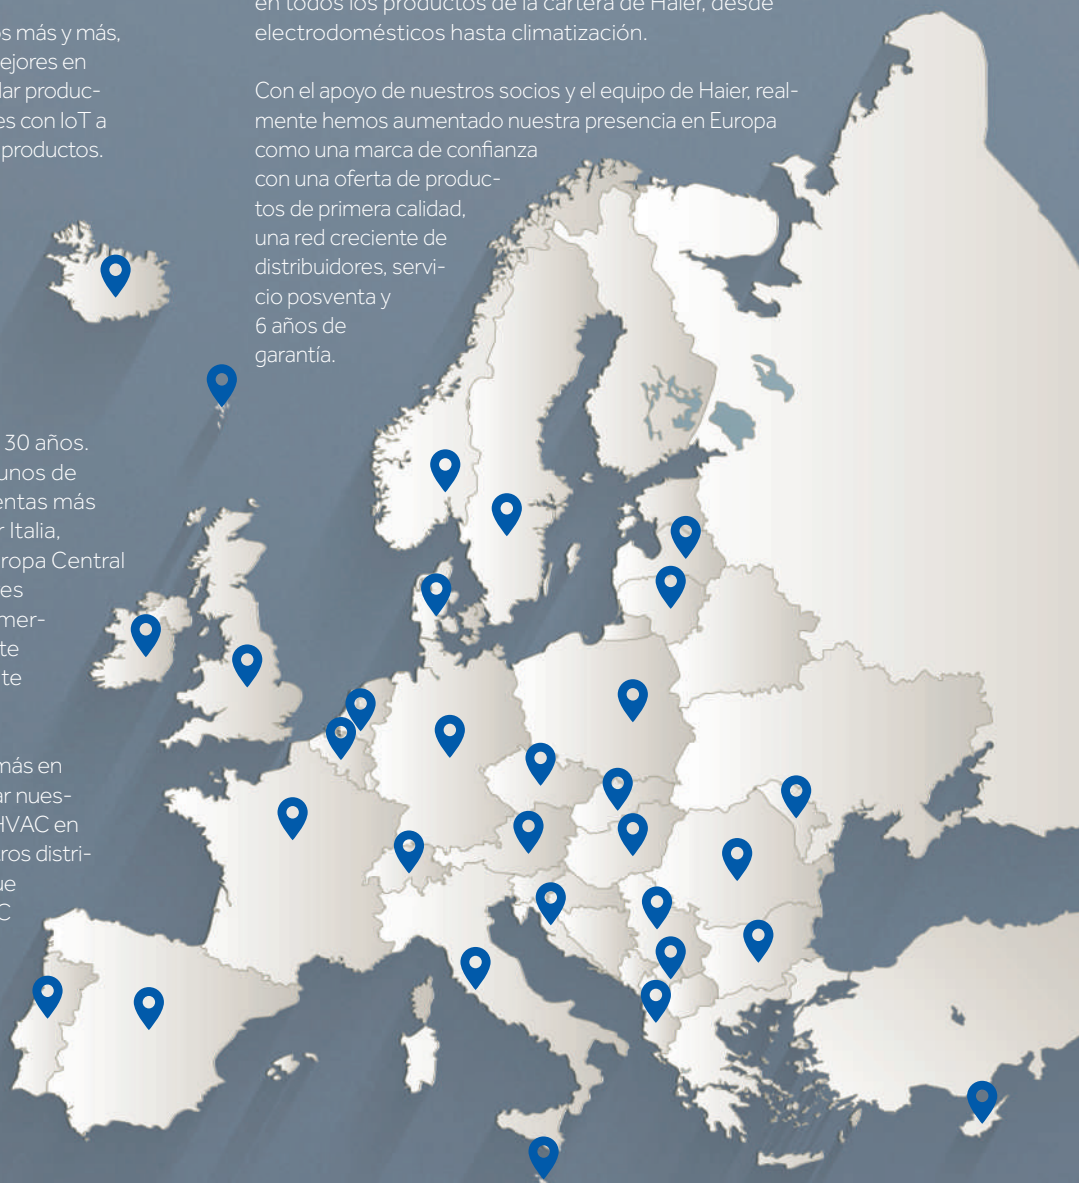 os más y más,
ejores en
lar produc-
es con IoT a
productos.
30 años.
unos de
entas más
r Italia,
ropa Central
es
mer-
te
te
más en
ar nues-
HVAC en
ros distri-
ue
C
en todos los productos de la cartera de Haier, desde
electrodomésticos hasta climatización.
Con el apoyo de nuestros socios y el equipo de Haier, real-
mente hemos aumentado nuestra presencia en Europa
como una marca de confianza
con una oferta de produc-
tos de primera calidad,
una red creciente de
distribuidores, servi-
cio posventa y
6 años de
garantía.